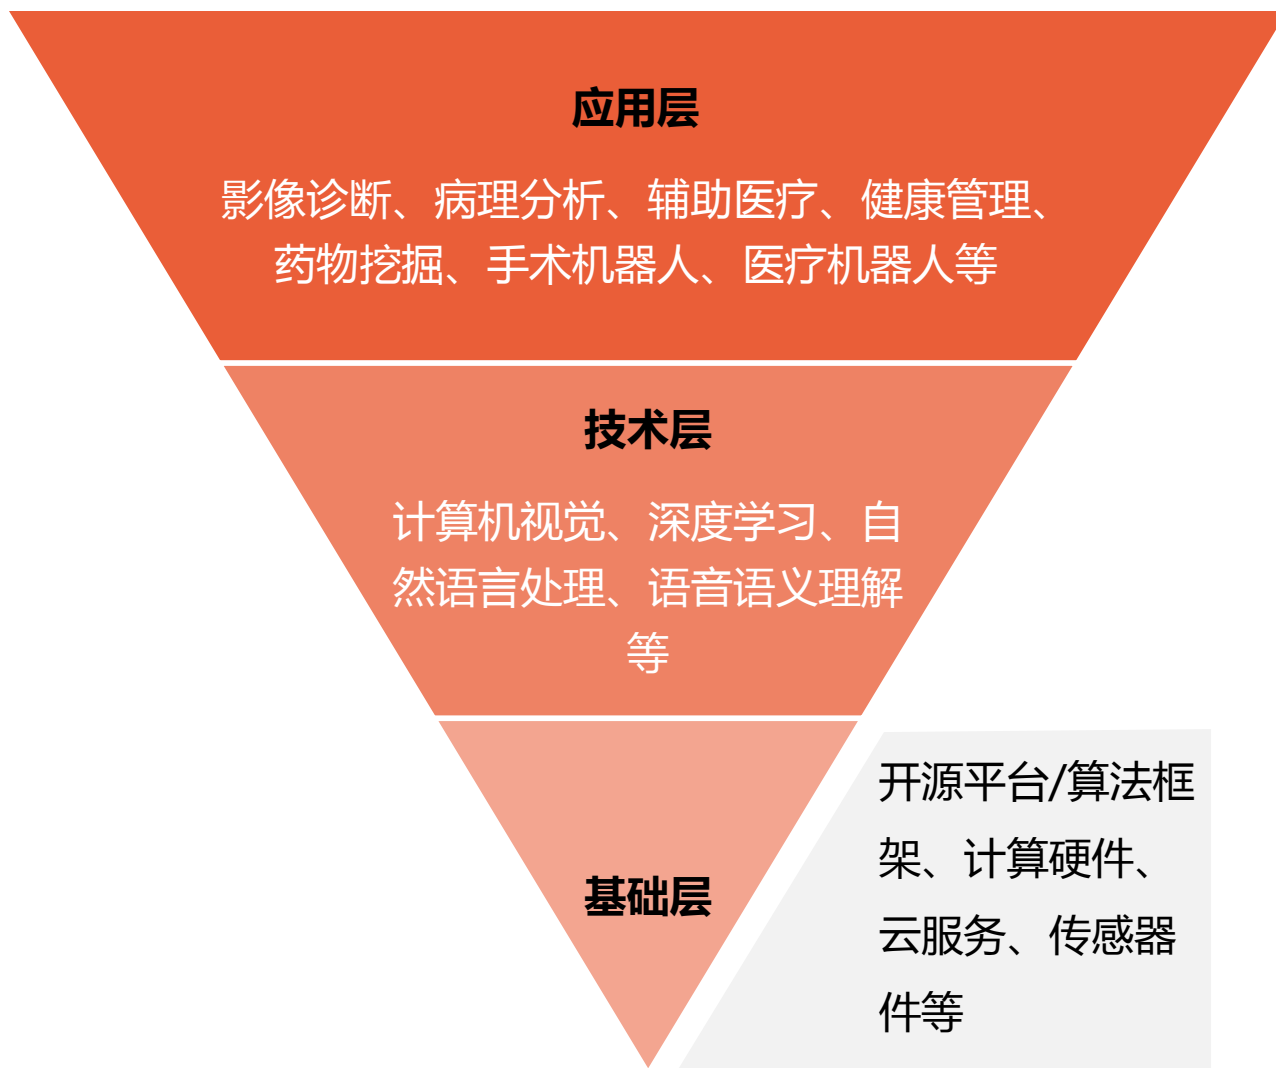 应用层
影像诊断、病理分析、辅助医疗、健康管理、
药物挖掘、手术机器人、医疗机器人等
技术层
计算机视觉、深度学习、自
然语言处理、语音语义理解
等
基础层
开源平台/算法框
架、计算硬件、
云服务、传感器
件等